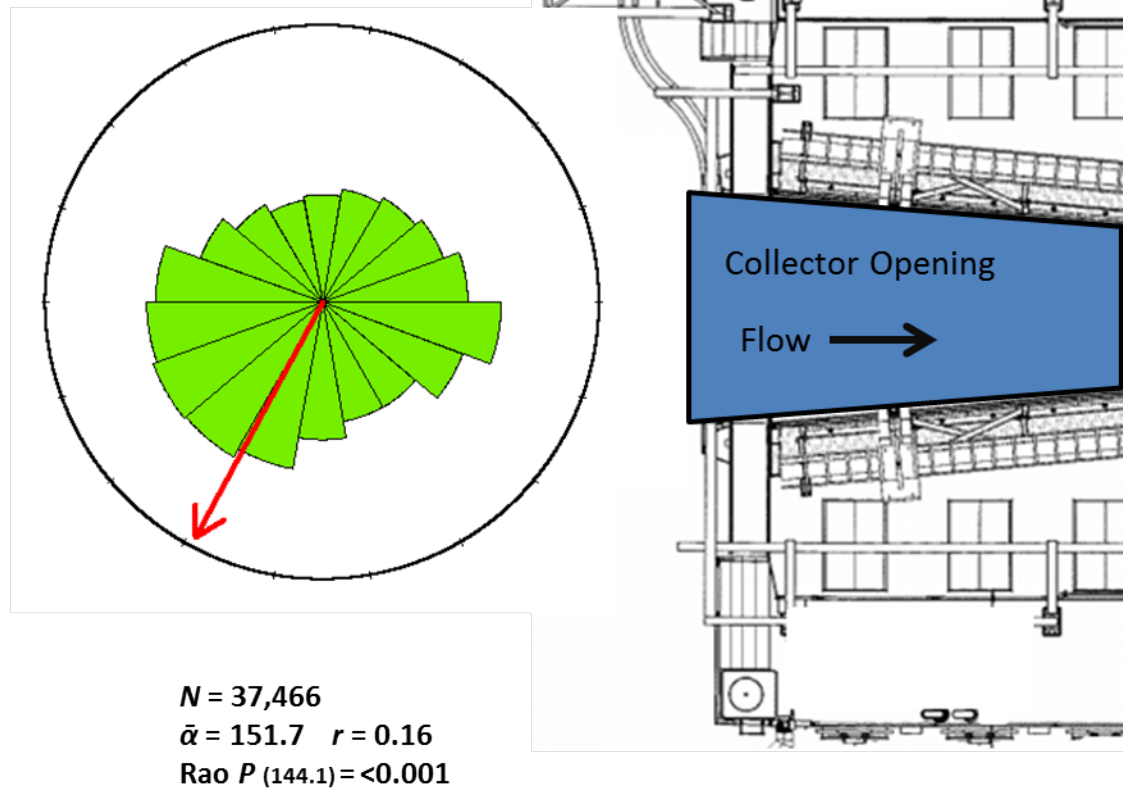 Collector Opening
Flow
N = 37,466
ᾱ = 151.7 r = 0.16
Rao P (144.1) = <0.001